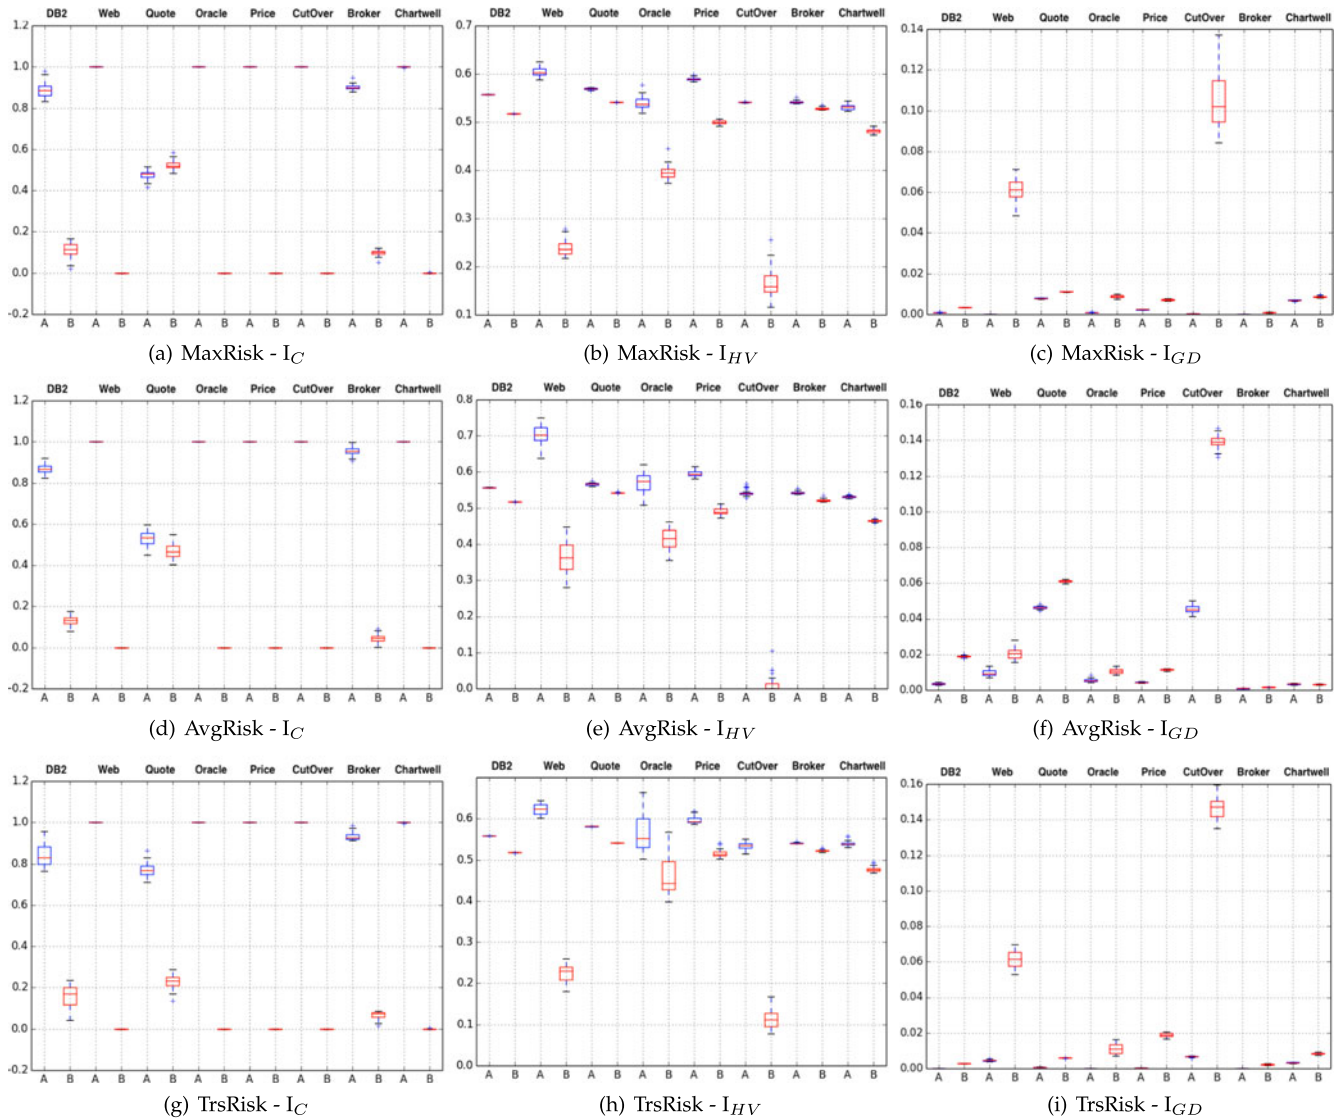 DB2 Web Quote Oracle Price CutOver Broker Chartwell
1.2
1.0
0.8
0.6
0.4
0.2
0.0
-0.2
A B A B A B A B A B A B A B A B
(a) MaxRisk - I_C
DB2 Web Quote Oracle Price CutOver Broker Chartwell
0.7
0.6
0.5
0.4
0.3
0.2
0.1
A B A B A B A B A B A B A B A B
(b) MaxRisk - I_HV
DB2 Web Quote Oracle Price CutOver Broker Chartwell
0.14
0.12
0.10
0.08
0.06
0.04
0.02
0.00
A B A B A B A B A B A B A B A B
(c) MaxRisk - I_GD
DB2 Web Quote Oracle Price CutOver Broker Chartwell
1.2
1.0
0.8
0.6
0.4
0.2
0.0
-0.2
A B A B A B A B A B A B A B A B
(d) AvgRisk - I_C
DB2 Web Quote Oracle Price CutOver Broker Chartwell
0.8
0.7
0.6
0.5
0.4
0.3
0.2
0.1
0.0
A B A B A B A B A B A B A B A B
(e) AvgRisk - I_HV
DB2 Web Quote Oracle Price CutOver Broker Chartwell
0.16
0.14
0.12
0.10
0.08
0.06
0.04
0.02
0.00
A B A B A B A B A B A B A B A B
(f) AvgRisk - I_GD
DB2 Web Quote Oracle Price CutOver Broker Chartwell
1.2
1.0
0.8
0.6
0.4
0.2
0.0
-0.2
A B A B A B A B A B A B A B A B
(g) TrsRisk - I_C
DB2 Web Quote Oracle Price CutOver Broker Chartwell
0.6
0.5
0.4
0.3
0.2
0.1
0.0
A B A B A B A B A B A B A B A B
(h) TrsRisk - I_HV
DB2 Web Quote Oracle Price CutOver Broker Chartwell
0.16
0.14
0.12
0.10
0.08
0.06
0.04
0.02
0.00
A B A B A B A B A B A B A B A B
(i) TrsRisk - I_GD